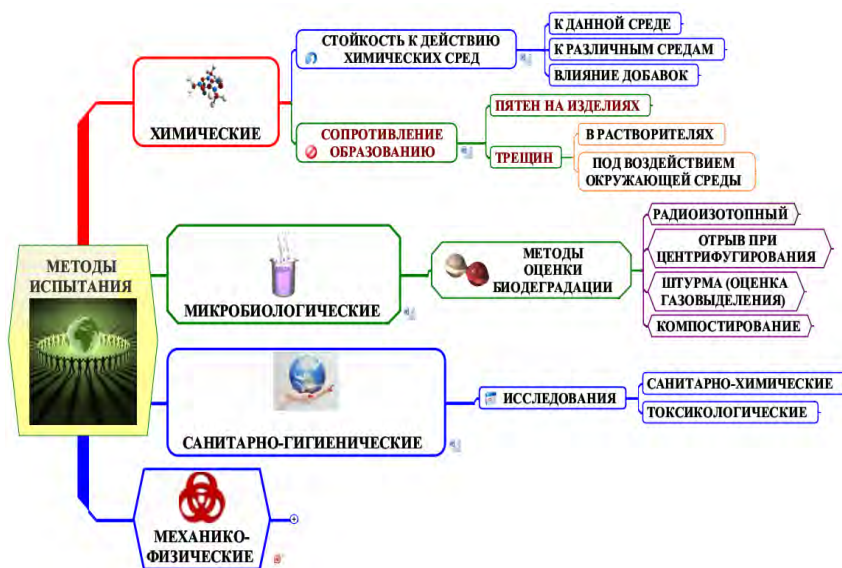 МЕТОДЫ
ИСПЫТАНИЯ
ХИМИЧЕСКИЕ
СТОЙКОСТЬ К ДЕЙСТВИЮ
ХИМИЧЕСКИХ СРЕД
К ДАННОЙ СРЕДЕ
К РАЗЛИЧНЫМ СРЕДАМ
ВЛИЯНИЕ ДОБАВОК
СОПРОТИВЛЕНИЕ
ОБРАЗОВАНИЮ
ПЯТЕН НА ИЗДЕЛИЯХ
ТРЕЩИН
В РАСТВОРИТЕЛЯХ
ПОД ВОЗДЕЙСТВИЕМ
ОКРУЖАЮЩЕЙ СРЕДЫ
МИКРОБИОЛОГИЧЕСКИЕ
МЕТОДЫ
ОЦЕНКИ
БИОДЕГРАДАЦИИ
РАДИОИЗОТОПНЫЙ
ОТРЫВ ПРИ
ЦЕНТРИФУГИРОВАНИЯ
ШТУРМА (ОЦЕНКА
ГАЗОВЫДЕЛЕНИЯ)
КОМПОСТИРОВАНИЕ
САНИТАРНО-ГИГИЕНИЧЕСКИЕ
ИССЛЕДОВАНИЯ
САНИТАРНО-ХИМИЧЕСКИЕ
ТОКСИКОЛОГИЧЕСКИЕ
МЕХАНИКО-
ФИЗИЧЕСКИЕ